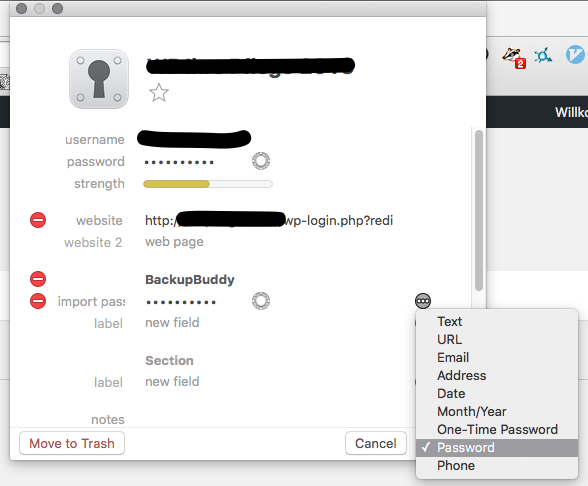 2
Willko
username
password ••••••••••
strength
website http:/ wp-login.php?redi
website 2 web page
BackupBuddy
import pass ••••••••••
label new field
Section
label new field
notes
Move to Trash Cancel
Text
URL
Email
Address
Date
Month/Year
One-Time Password
✓ Password
Phone